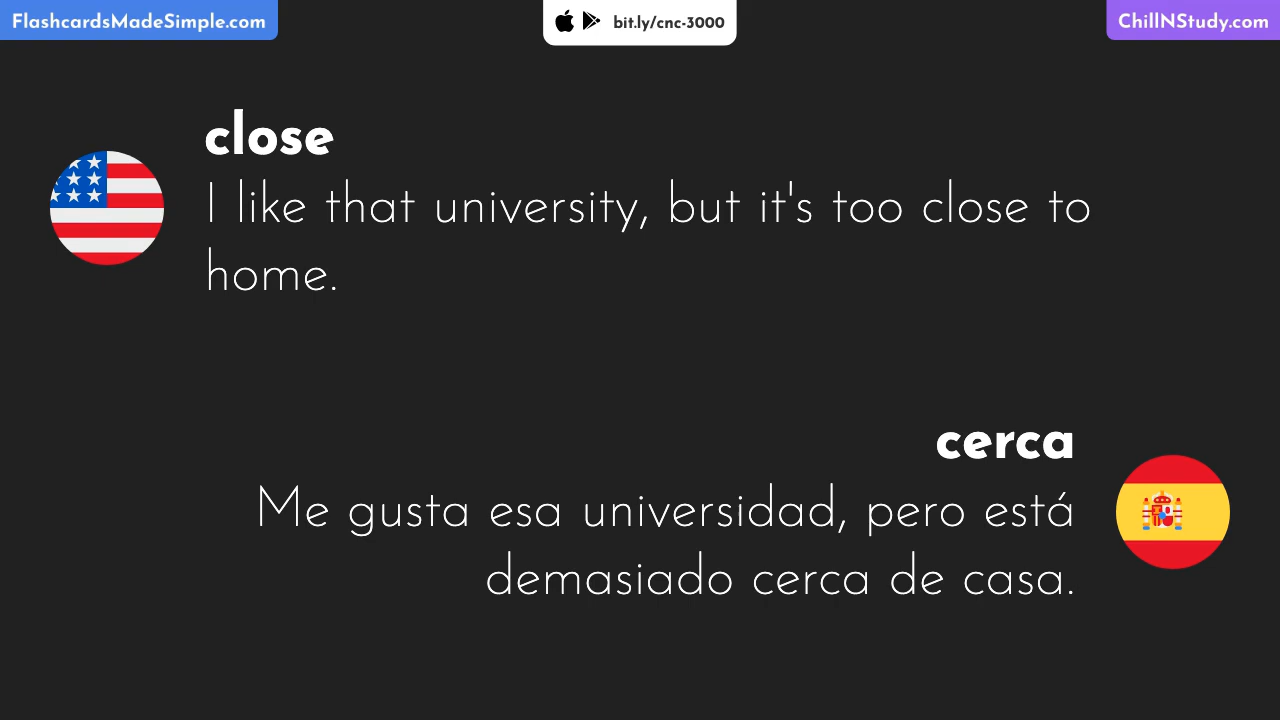 FlashcardsMadeSimple.com
bit.ly/cnc-3000
ChillNStudy.com
close
I like that university, but it's too close to
home.
cerca
Me gusta esa universidad, pero está
demasiado cerca de casa.